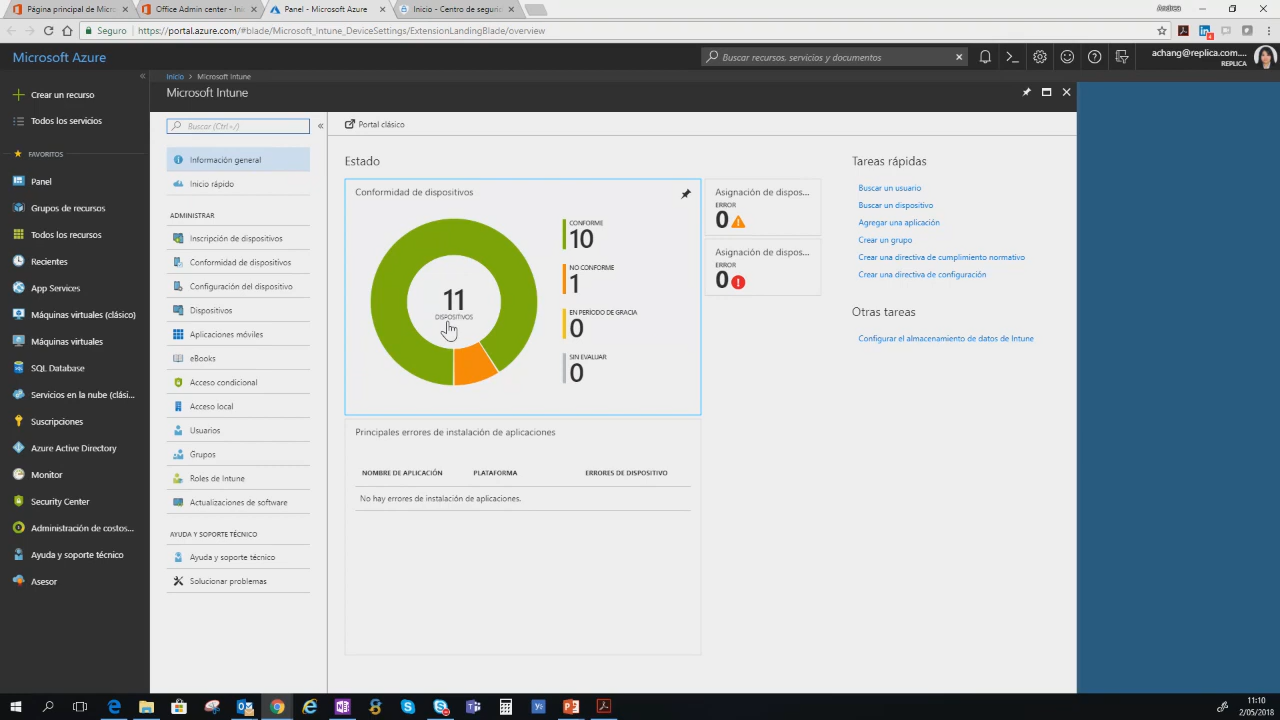 Página principal de Micro
Office Admin center - Inic
Panel - Microsoft Azure
Inicio - Centro de segurid
Andrea
Seguro
https://portal.azure.com/#blade/Microsoft_Intune_DeviceSettings/ExtensionLandingBlade/overview
Microsoft Azure
Buscar recursos, servicios y documentos
achang@replica.com....
REPLICA
Crear un recurso
Todos los servicios
FAVORITOS
Panel
Grupos de recursos
Todos los recursos
Recientes
App Services
Máquinas virtuales (clásico)
Máquinas virtuales
SQL Database
Servicios en la nube (clási...
Suscripciones
Azure Active Directory
Monitor
Security Center
Administración de costos...
Ayuda y soporte técnico
Asesor
Inicio > Microsoft Intune
Microsoft Intune
Buscar (Ctrl+/)
Información general
Inicio rápido
ADMINISTRAR
Inscripción de dispositivos
Conformidad de dispositivos
Configuración del dispositivo
Dispositivos
Aplicaciones móviles
eBooks
Acceso condicional
Acceso local
Usuarios
Grupos
Roles de Intune
Actualizaciones de software
AYUDA Y SOPORTE TÉCNICO
Ayuda y soporte técnico
Solucionar problemas
Portal clásico
Estado
Conformidad de dispositivos
11
DISPOSITIVOS
CONFORME
10
NO CONFORME
1
EN PERÍODO DE GRACIA
0
SIN EVALUAR
0
Asignación de dispos...
ERROR
0
Asignación de dispos...
ERROR
0
Principales errores de instalación de aplicaciones
NOMBRE DE APLICACIÓN PLATAFORMA ERRORES DE DISPOSITIVO
No hay errores de instalación de aplicaciones.
Tareas rápidas
Buscar un usuario
Buscar un dispositivo
Agregar una aplicación
Crear un grupo
Crear una directiva de cumplimiento normativo
Crear una directiva de configuración
Otras tareas
Configurar el almacenamiento de datos de Intune
11:10
2/05/2018